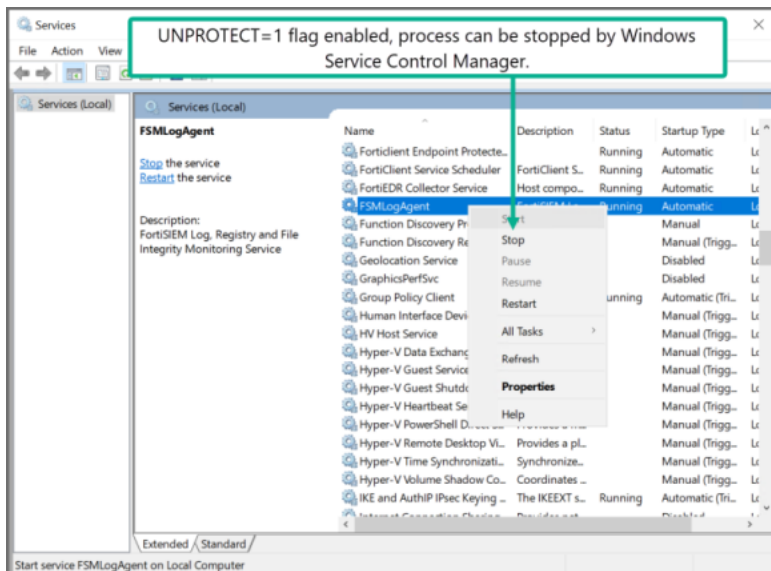 Services
UNPROTECT=1 flag enabled, process can be stopped by Windows
Service Control Manager.
File Action View
Services (Local)
Services (Local)
FSMLogAgent
Stop the service
Restart the service
Description:
FortiSIEM Log, Registry and File
Integrity Monitoring Service
Name Description Status Startup Type
Forticlient Endpoint Protecte... Running Automatic
FortiClient Service Scheduler FortiClient S... Running Automatic
FortiEDR Collector Service Host compo... Running Automatic
FSMLogAgent Running Automatic
Function Discovery Pr Manual
Function Discovery Re Manual (Trigg...
Geolocation Service Disabled
GraphicsPerfSvc Disabled
Group Policy Client Automatic (Tri...
Human Interface Devi Manual (Trigg...
HV Host Service Manual (Trigg...
Hyper-V Data Exchang Manual (Trigg...
Hyper-V Guest Service Manual (Trigg...
Hyper-V Guest Shutdo Manual (Trigg...
Hyper-V Heartbeat Se Manual (Trigg...
Hyper-V PowerShell Manual (Trigg...
Hyper-V Remote Desktop Vi... Provides a pl... Manual (Trigg...
Hyper-V Time Synchronizati... Synchronize... Manual (Trigg...
Hyper-V Volume Shadow Co... Coordinates ... Manual (Trigg...
IKE and AuthIP IPsec Keying ... The IKEEXT s... Running Automatic (Tri...
Start
Stop
Pause
Resume
Restart
All Tasks
Refresh
Properties
Help
Extended Standard
Start service FSMLogAgent on Local Computer